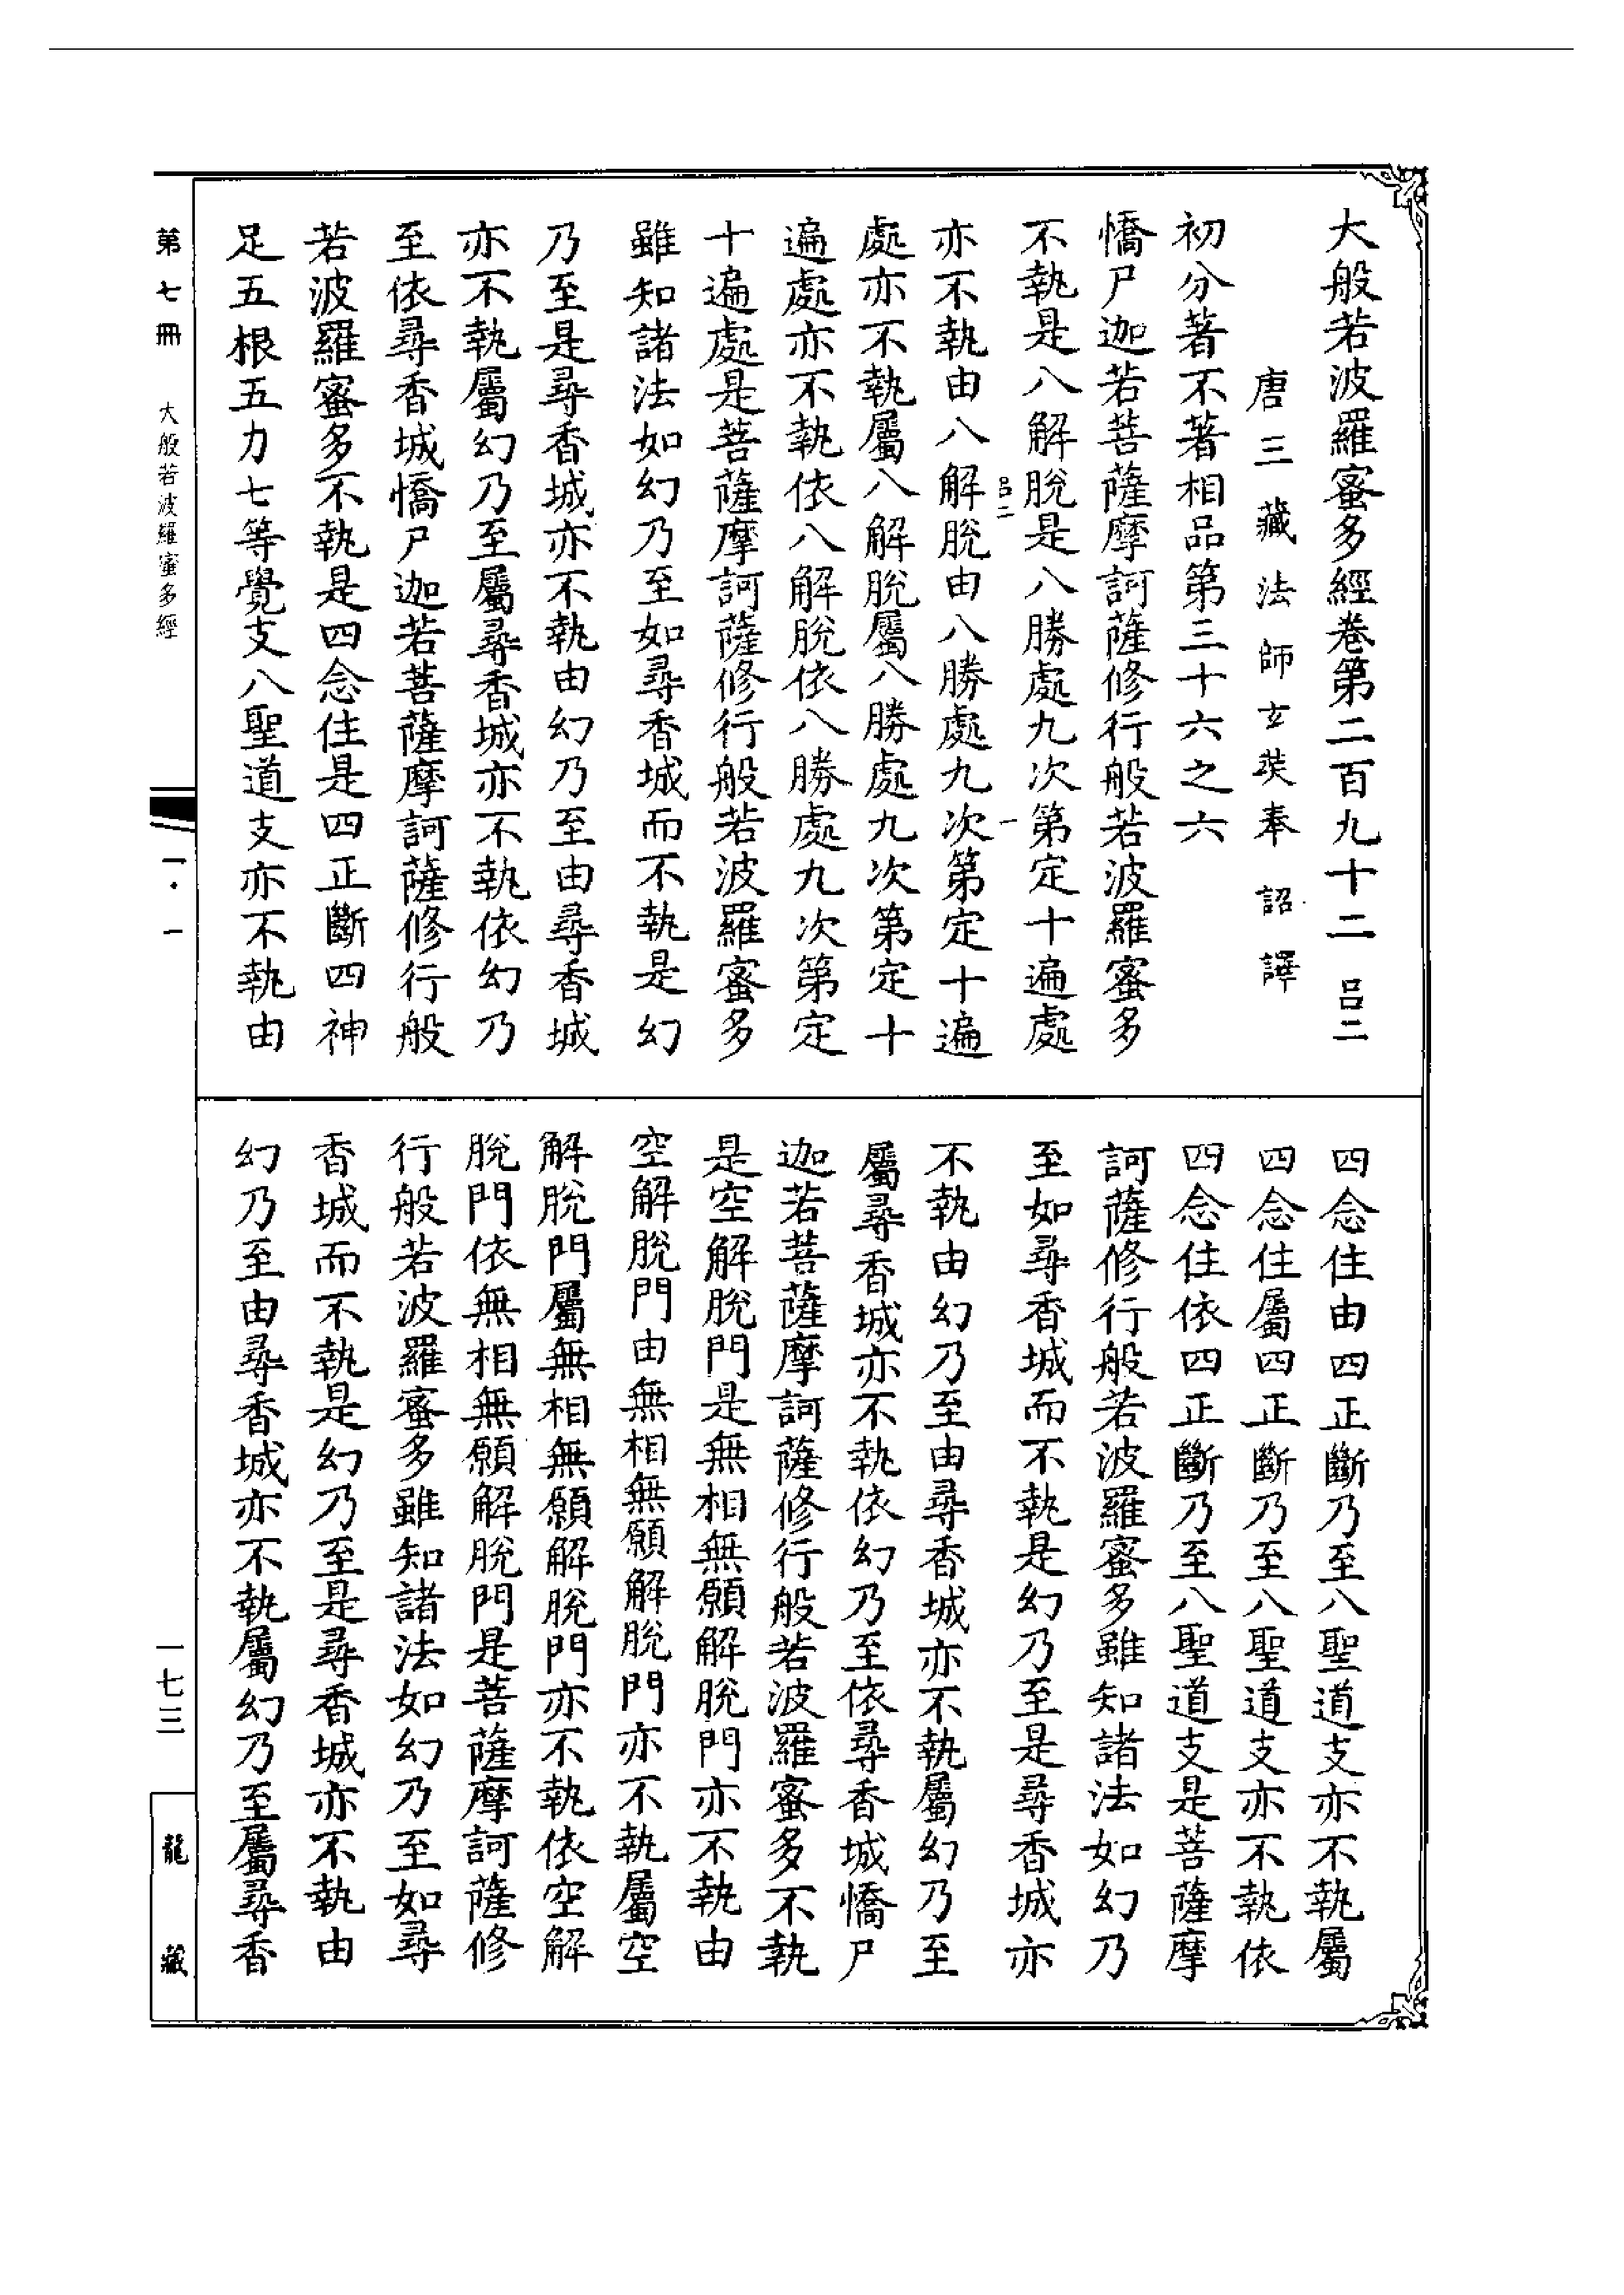 大般若波羅蜜多經卷第二百九十二 吕二
唐三藏法師玄奘奉 詔譯
初分著不著相品第三十六之六
憍尸迦若菩薩摩訶薩修行般若波羅蜜多
不執是八解脫是八勝處九次第定十遍處
吕二 一
亦不執由八解脫由八勝處九次第定十遍
處亦不執屬八解脫屬八勝處九次第定十
遍處亦不執依八解脫依八勝處九次第定
十遍處是菩薩摩訶薩修行般若波羅蜜多
雖知諸法如幻乃至如尋香城而不執是幻
乃至是尋香城亦不執由幻乃至由尋香城
亦不執屬幻乃至屬尋香城亦不執依幻乃
至依尋香城憍尸迦若菩薩摩訶薩修行般
若波羅蜜多不執是四念住是四正斷四神
足五根五力七等覺支八聖道支亦不執由
四念住由四正斷乃至八聖道支亦不執屬
四念住屬四正斷乃至八聖道支亦不執依
四念住依四正斷乃至八聖道支是菩薩摩
訶薩修行般若波羅蜜多雖知諸法如幻乃
至如尋香城而不執是幻乃至是尋香城亦
不執由幻乃至由尋香城亦不執屬幻乃至
屬尋香城亦不執依幻乃至依尋香城憍尸
迦若菩薩摩訶薩修行般若波羅蜜多不執
是空解脫門是無相無願解脫門亦不執由
空解脫門由無相無願解脫門亦不執屬空
解脫門屬無相無願解脫門亦不執依空解
脫門依無相無願解脫門是菩薩摩訶薩修
行般若波羅蜜多雖知諸法如幻乃至如尋
香城而不執是幻乃至是尋香城亦不執由
幻乃至由尋香城亦不執屬幻乃至屬尋香
第七冊 大般若波羅蜜多經
一·一
一七三
龍藏